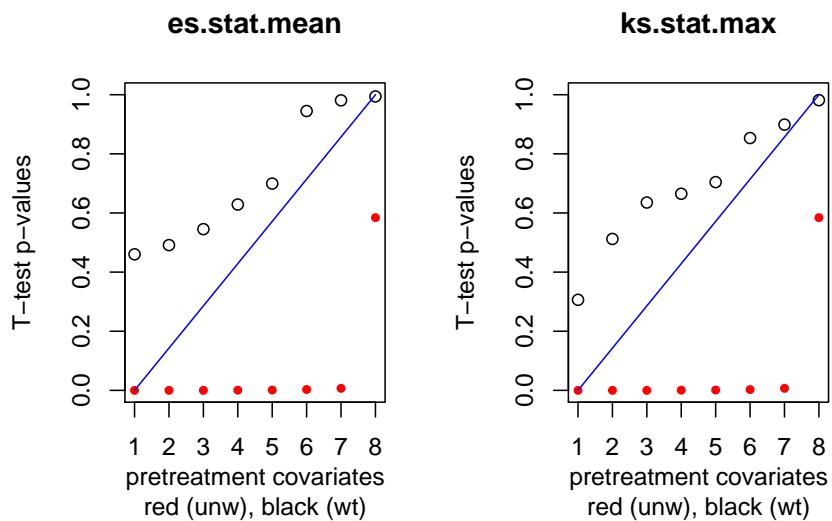 es.stat.mean
T−test p−values
1.0
0.8
0.6
0.4
0.2
0.0
1 2 3 4 5 6 7 8
pretreatment covariates
red (unw), black (wt)
ks.stat.max
T−test p−values
1.0
0.8
0.6
0.4
0.2
0.0
1 2 3 4 5 6 7 8
pretreatment covariates
red (unw), black (wt)